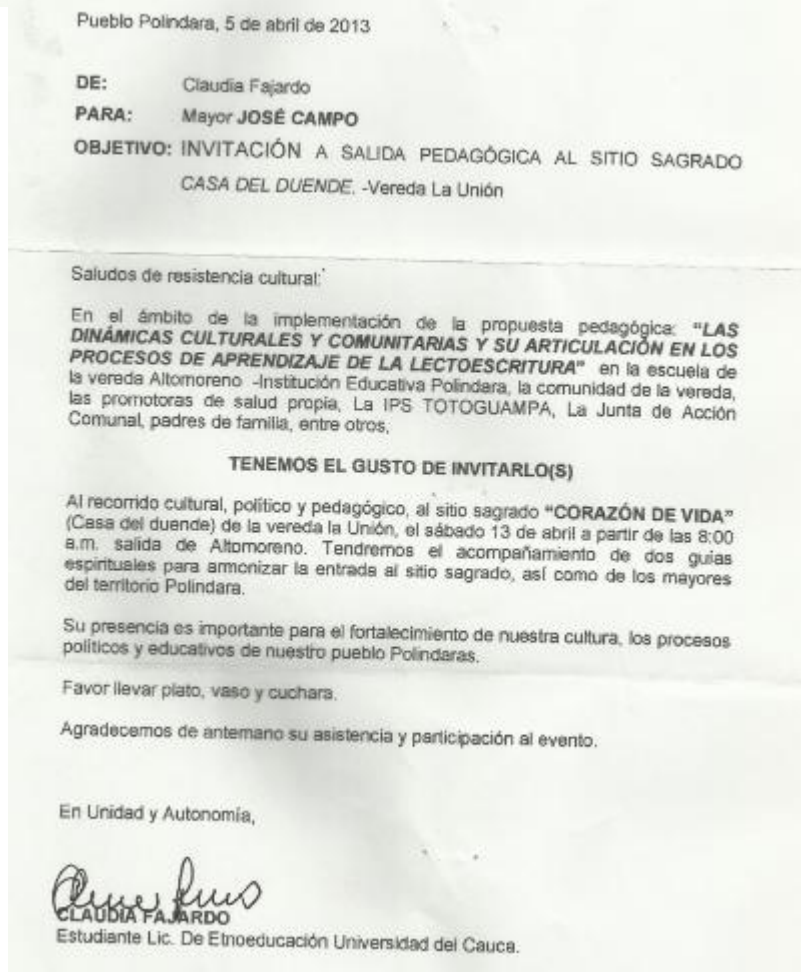 Pueblo Polindara, 5 de abril de 2013
DE: Claudia Fajardo
PARA: Mayor JOSÉ CAMPO
OBJETIVO: INVITACIÓN A SALIDA PEDAGÓGICA AL SITIO SAGRADO
CASA DEL DUENDE. -Vereda La Unión
Saludos de resistencia cultural:
En el ámbito de la implementación de la propuesta pedagógica: "LAS
DINÁMICAS CULTURALES Y COMUNITARIAS Y SU ARTICULACIÓN EN LOS
PROCESOS DE APRENDIZAJE DE LA LECTOESCRITURA" en la escuela de
la vereda Altomoreno -Institución Educativa Polindara, la comunidad de la vereda,
las promotoras de salud propia, La IPS TOTOGUAMPA, La Junta de Acción
Comunal, padres de familia, entre otros,
TENEMOS EL GUSTO DE INVITARLO(S)
Al recorrido cultural, político y pedagógico, al sitio sagrado "CORAZÓN DE VIDA"
(Casa del duende) de la vereda la Unión, el sábado 13 de abril a partir de las 8:00
a.m. salida de Altomoreno. Tendremos el acompañamiento de dos guias
espirituales para armonizar la entrada al sitio sagrado, así como de los mayores
del territorio Polindara.
Su presencia es importante para el fortalecimiento de nuestra cultura, los procesos
políticos y educativos de nuestro pueblo Polindaras.
Favor llevar plato, vaso y cuchara.
Agradecemos de antemano su asistencia y participación al evento.
En Unidad y Autonomía,
CLAUDIA FAJARDO
Estudiante Lic. De Etnoeducación Universidad del Cauca.